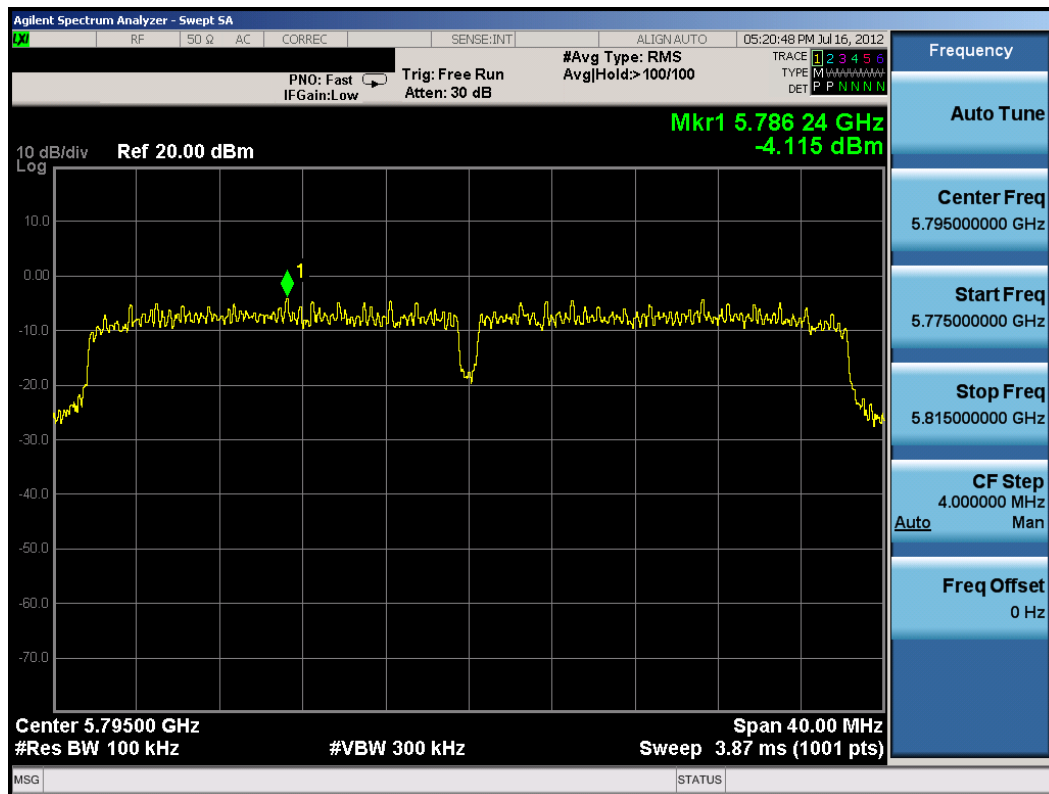 Agilent Spectrum Analyzer - Swept SA
LXI RF 50 Ω AC CORREC SENSE:INT ALIGN AUTO 05:20:48 PM Jul 16, 2012
PNO: Fast
IFGain:Low
Trig: Free Run
Atten: 30 dB
#Avg Type: RMS
Avg|Hold:>100/100
TRACE 1 2 3 4 5 6
TYPE M WWWWW
DET P P N N N N
Mkr1 5.786 24 GHz
-4.115 dBm
10 dB/div Ref 20.00 dBm
Log
1
10.0
0.00
-10.0
-20.0
-30.0
-40.0
-50.0
-60.0
-70.0
Center 5.79500 GHz Span 40.00 MHz
#Res BW 100 kHz #VBW 300 kHz Sweep 3.87 ms (1001 pts)
MSG STATUS
Frequency
Auto Tune
Center Freq
5.795000000 GHz
Start Freq
5.775000000 GHz
Stop Freq
5.815000000 GHz
CF Step
4.000000 MHz
Auto Man
Freq Offset
0 Hz